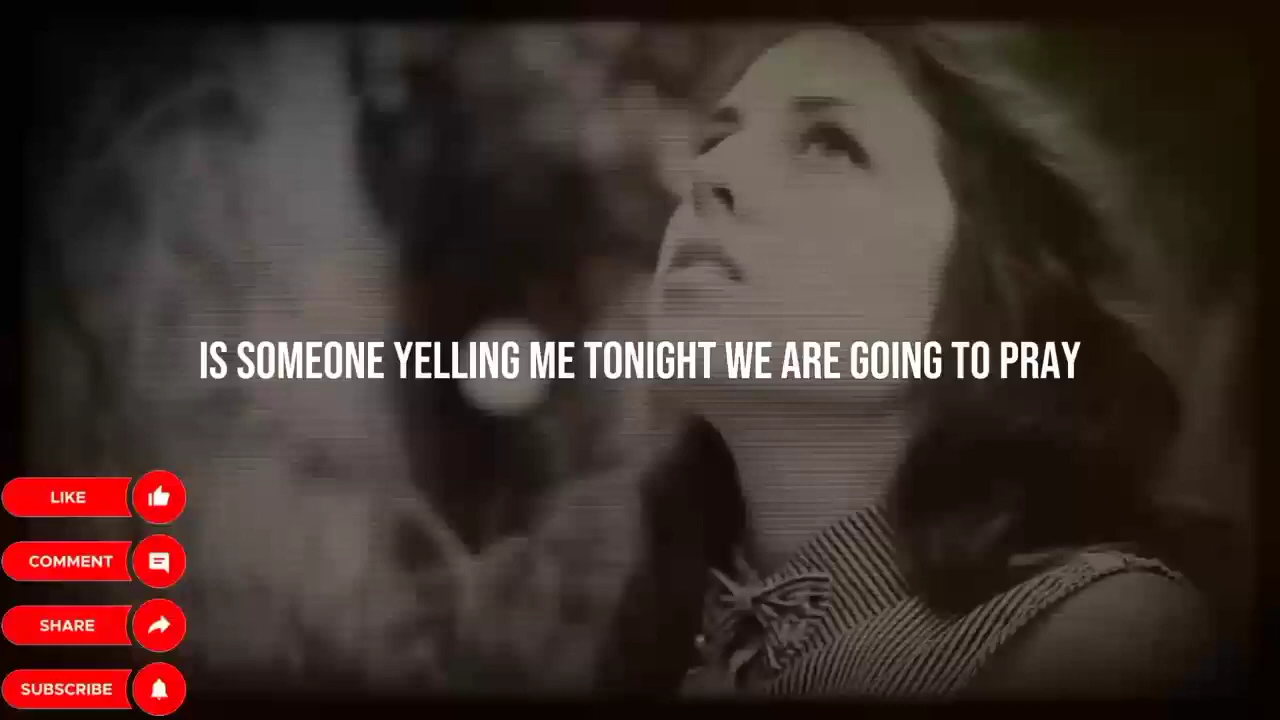 IS SOMEONE YELLING ME TONIGHT WE ARE GOING TO PRAY
LIKE
COMMENT
SHARE
SUBSCRIBE